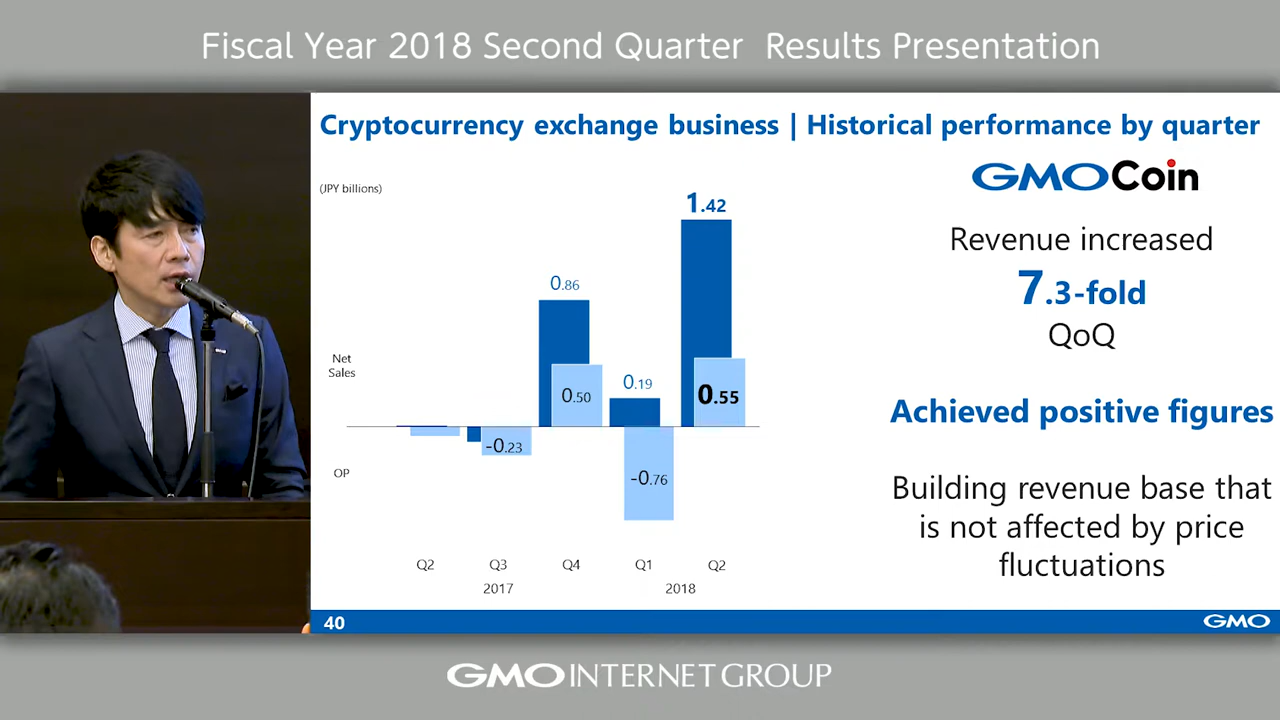 Fiscal Year 2018 Second Quarter Results Presentation
Cryptocurrency exchange business | Historical performance by quarter
(JPY billions)
GMO Coin
Revenue increased
7.3-fold
QoQ
Achieved positive figures
Building revenue base that
is not affected by price
fluctuations
1.42
0.86
0.19
Net
Sales
0.50
0.55
-0.23
OP
-0.76
Q2 Q3 Q4 Q1 Q2
2017 2018
40
GMO
GMO INTERNET GROUP